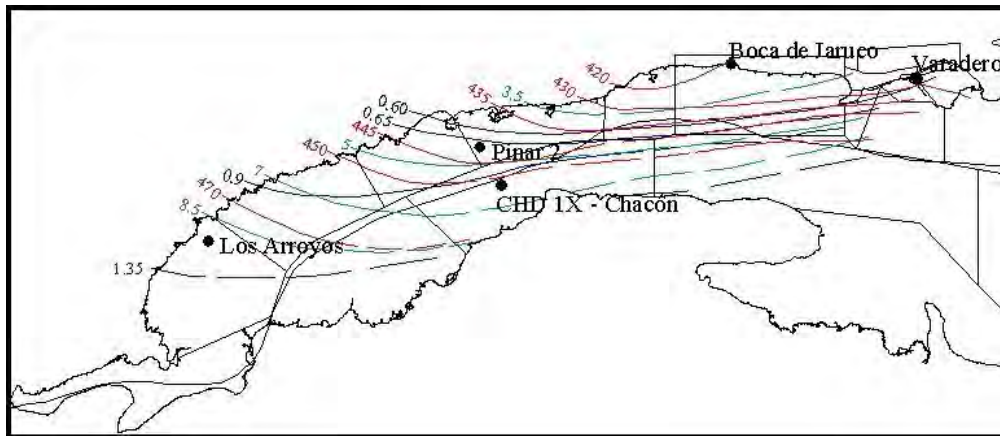 Boca de Jaruco
Varadero
420
430
3.5
435
0.60
0.65
445
5
450
Pinar 2
7
0.9
470
CHD 1X - Chacón
8.5
Los Arroyos
1.35